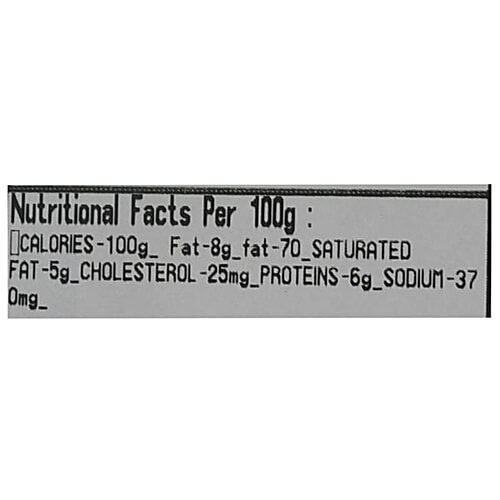 Nutritional Facts Per 100g :
▯CALORIES-100g_ Fat-8g_fat-70_SATURATED
FAT-5g_CHOLESTEROL-25mg_PROTEINS-6g_SODIUM-37
0mg_